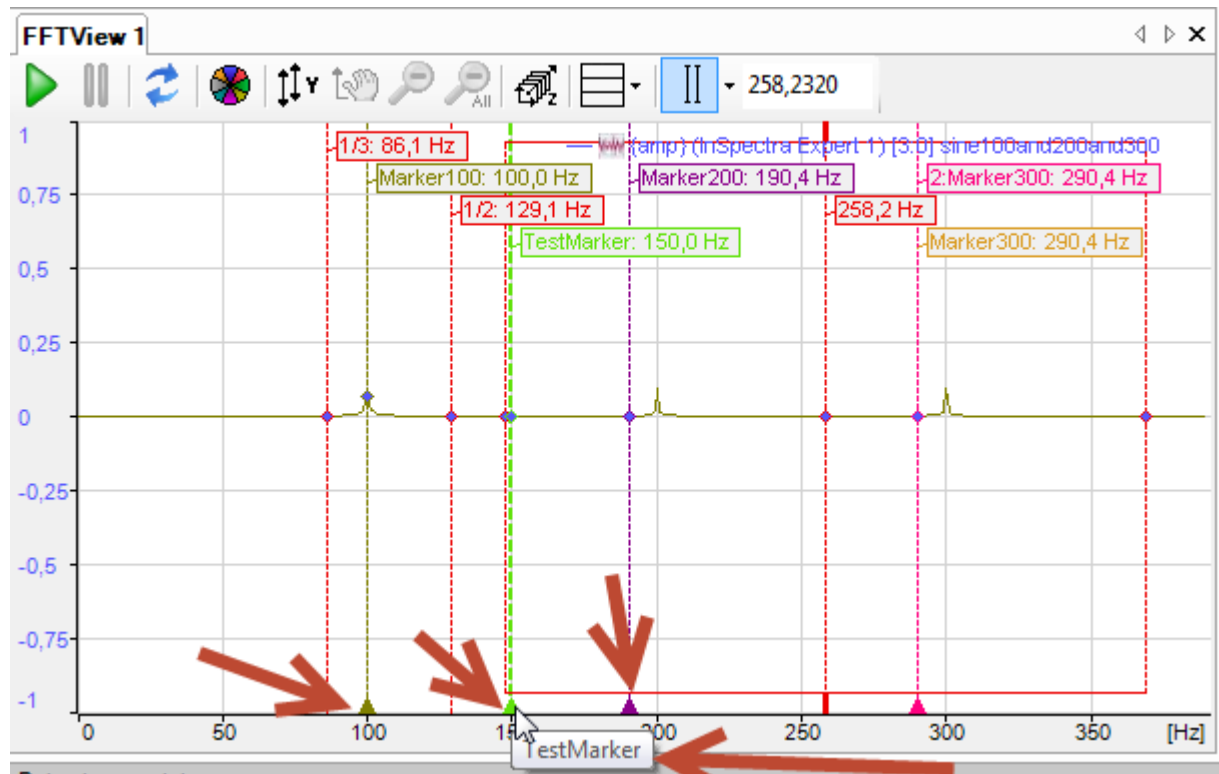 FFTView 1
Y
All
z
258,2320
1
1/3: 86,1 Hz
(amp) (InSpectra Expert 1) [3.0] sine100and200and300
Marker100: 100,0 Hz
Marker200: 190,4 Hz
2:Marker300: 290,4 Hz
0,75
1/2: 129,1 Hz
258,2 Hz
TestMarker: 150,0 Hz
Marker300: 290,4 Hz
0,5
0,25
0
-0,25
-0,5
-0,75
-1
0 50 100 200 250 300 350 [Hz]
TestMarker